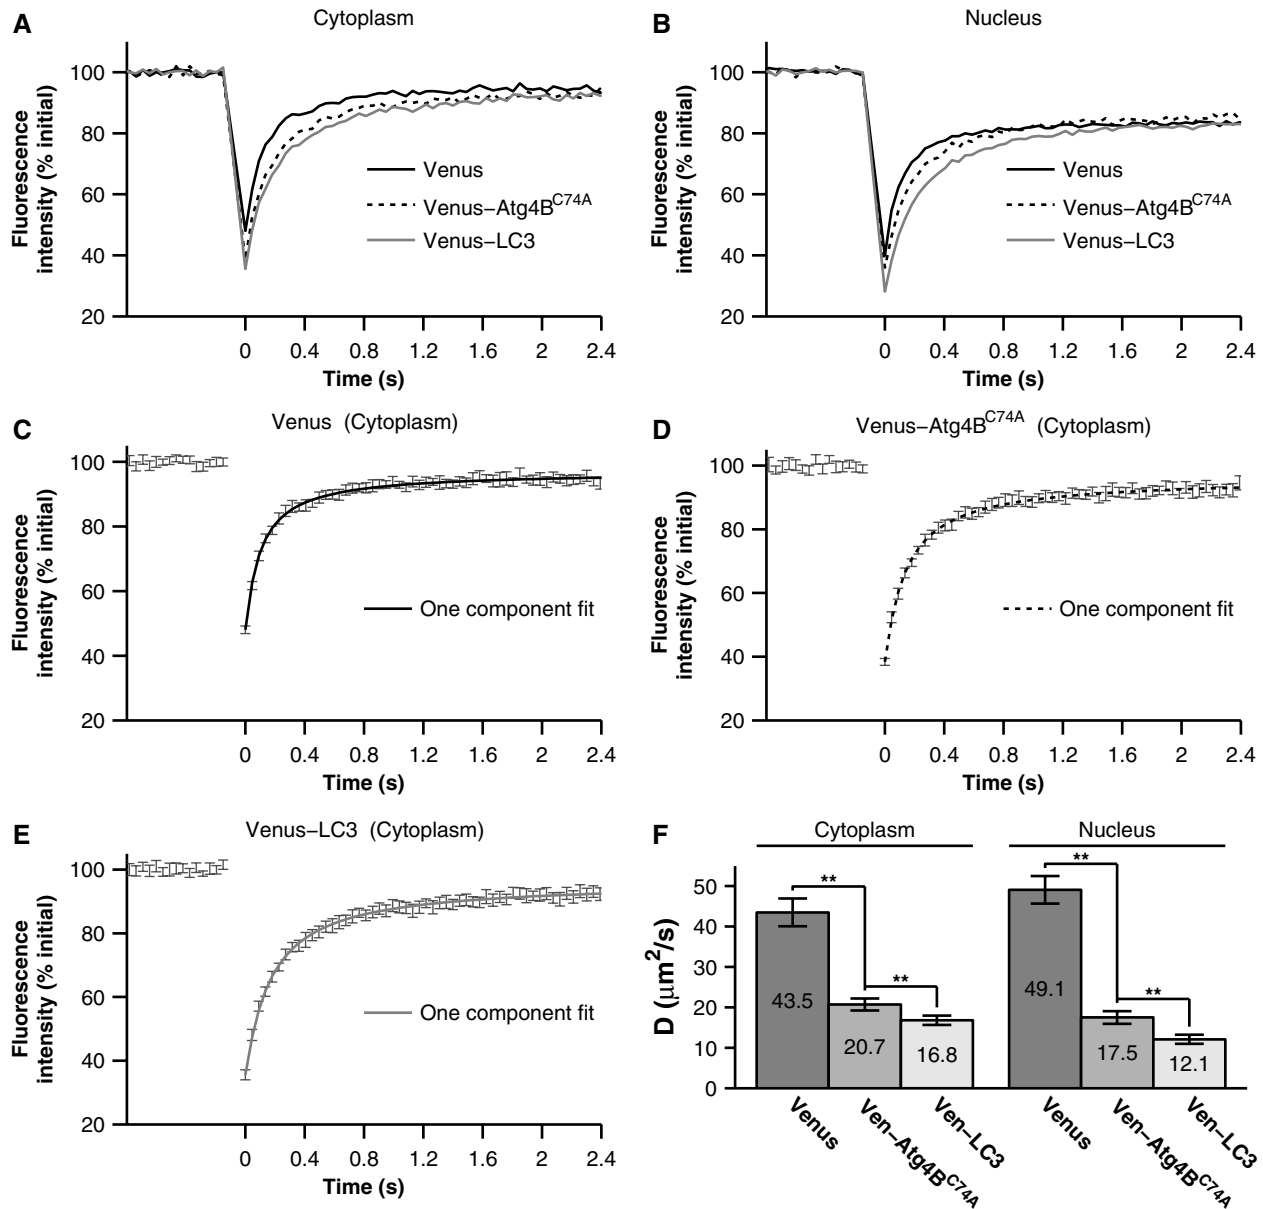 A
Cytoplasm
Fluorescence
intensity (% initial)
100
80
60
40
20
Venus
Venus–Atg4B^C74A
Venus–LC3
0 0.4 0.8 1.2 1.6 2 2.4
Time (s)
B
Nucleus
Fluorescence
intensity (% initial)
100
80
60
40
20
Venus
Venus–Atg4B^C74A
Venus–LC3
0 0.4 0.8 1.2 1.6 2 2.4
Time (s)
C
Venus (Cytoplasm)
Fluorescence
intensity (% initial)
100
80
60
40
20
One component fit
0 0.4 0.8 1.2 1.6 2 2.4
Time (s)
D
Venus–Atg4B^C74A (Cytoplasm)
Fluorescence
intensity (% initial)
100
80
60
40
20
One component fit
0 0.4 0.8 1.2 1.6 2 2.4
Time (s)
E
Venus–LC3 (Cytoplasm)
Fluorescence
intensity (% initial)
100
80
60
40
20
One component fit
0 0.4 0.8 1.2 1.6 2 2.4
Time (s)
F
Cytoplasm Nucleus
D (μm²/s)
50
40
30
20
10
0
** ** ** **
43.5 20.7 16.8 49.1 17.5 12.1
Venus Ven–Atg4B^C74A Ven–LC3 Venus Ven–Atg4B^C74A Ven–LC3